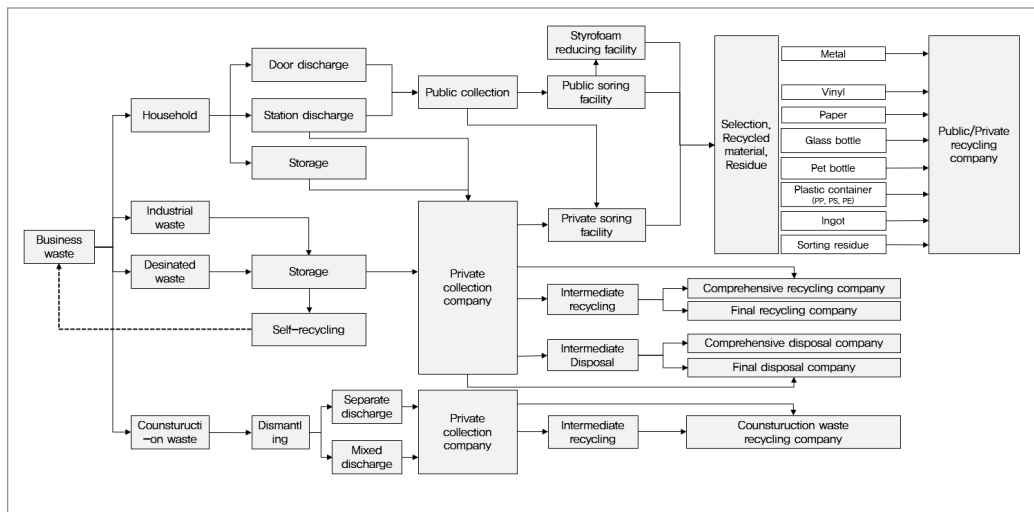 Styrofoam
reducing facility
Door discharge
Public collection
Public soring
facility
Household
Station discharge
Storage
Selection,
Recycled
material,
Residue
Metal
Vinyl
Paper
Glass bottle
Pet bottle
Plastic container
(PP, PS, PE)
Ingot
Sorting residue
Public/Private
recycling
company
Industrial
waste
Private soring
facility
Business
waste
Desinated
waste
Storage
Private
collection
company
Self-recycling
Intermediate
recycling
Comprehensive recycling company
Final recycling company
Intermediate
Disposal
Comprehensive disposal company
Final disposal company
Counsturucti
-on waste
Dismantl
ing
Separate
discharge
Mixed
discharge
Private
collection
company
Intermediate
recycling
Counsturuction waste
recycling company